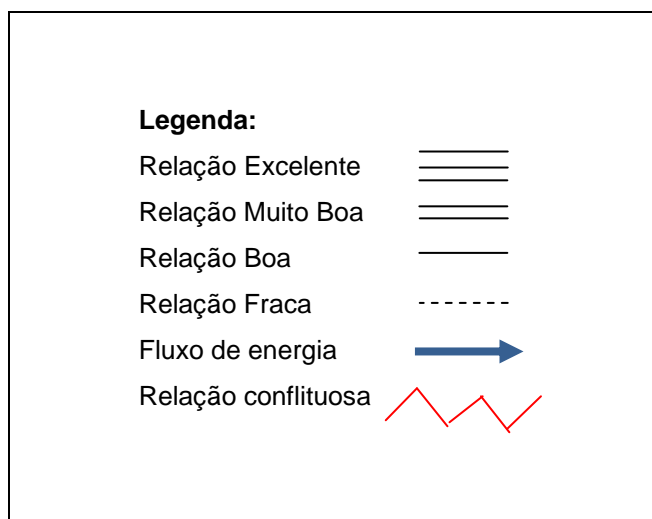 Legenda:
Relação Excelente
Relação Muito Boa
Relação Boa
Relação Fraca
Fluxo de energia
Relação conflituosa